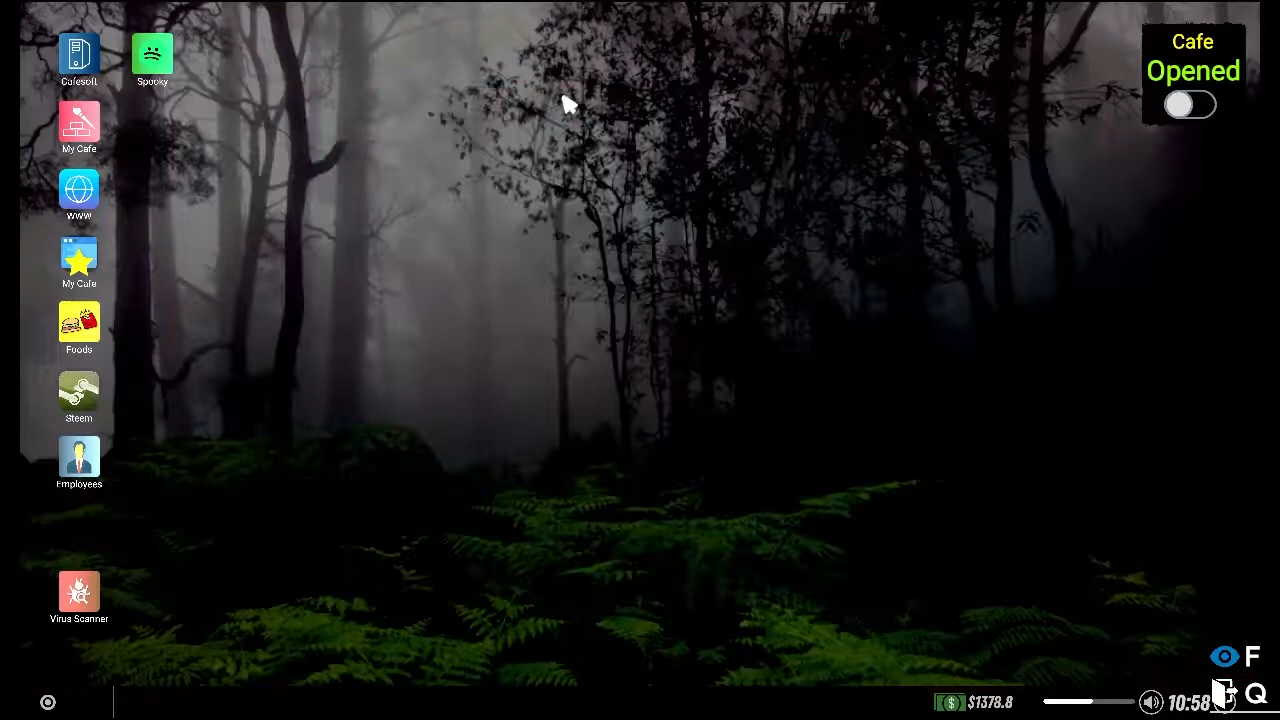 Cafesoft
Spooky
My Cafe
WWW
My Cafe
Foods
Steem
Employees
Virus Scanner
Cafe
Opened
F
$1378.8
10:58
Q